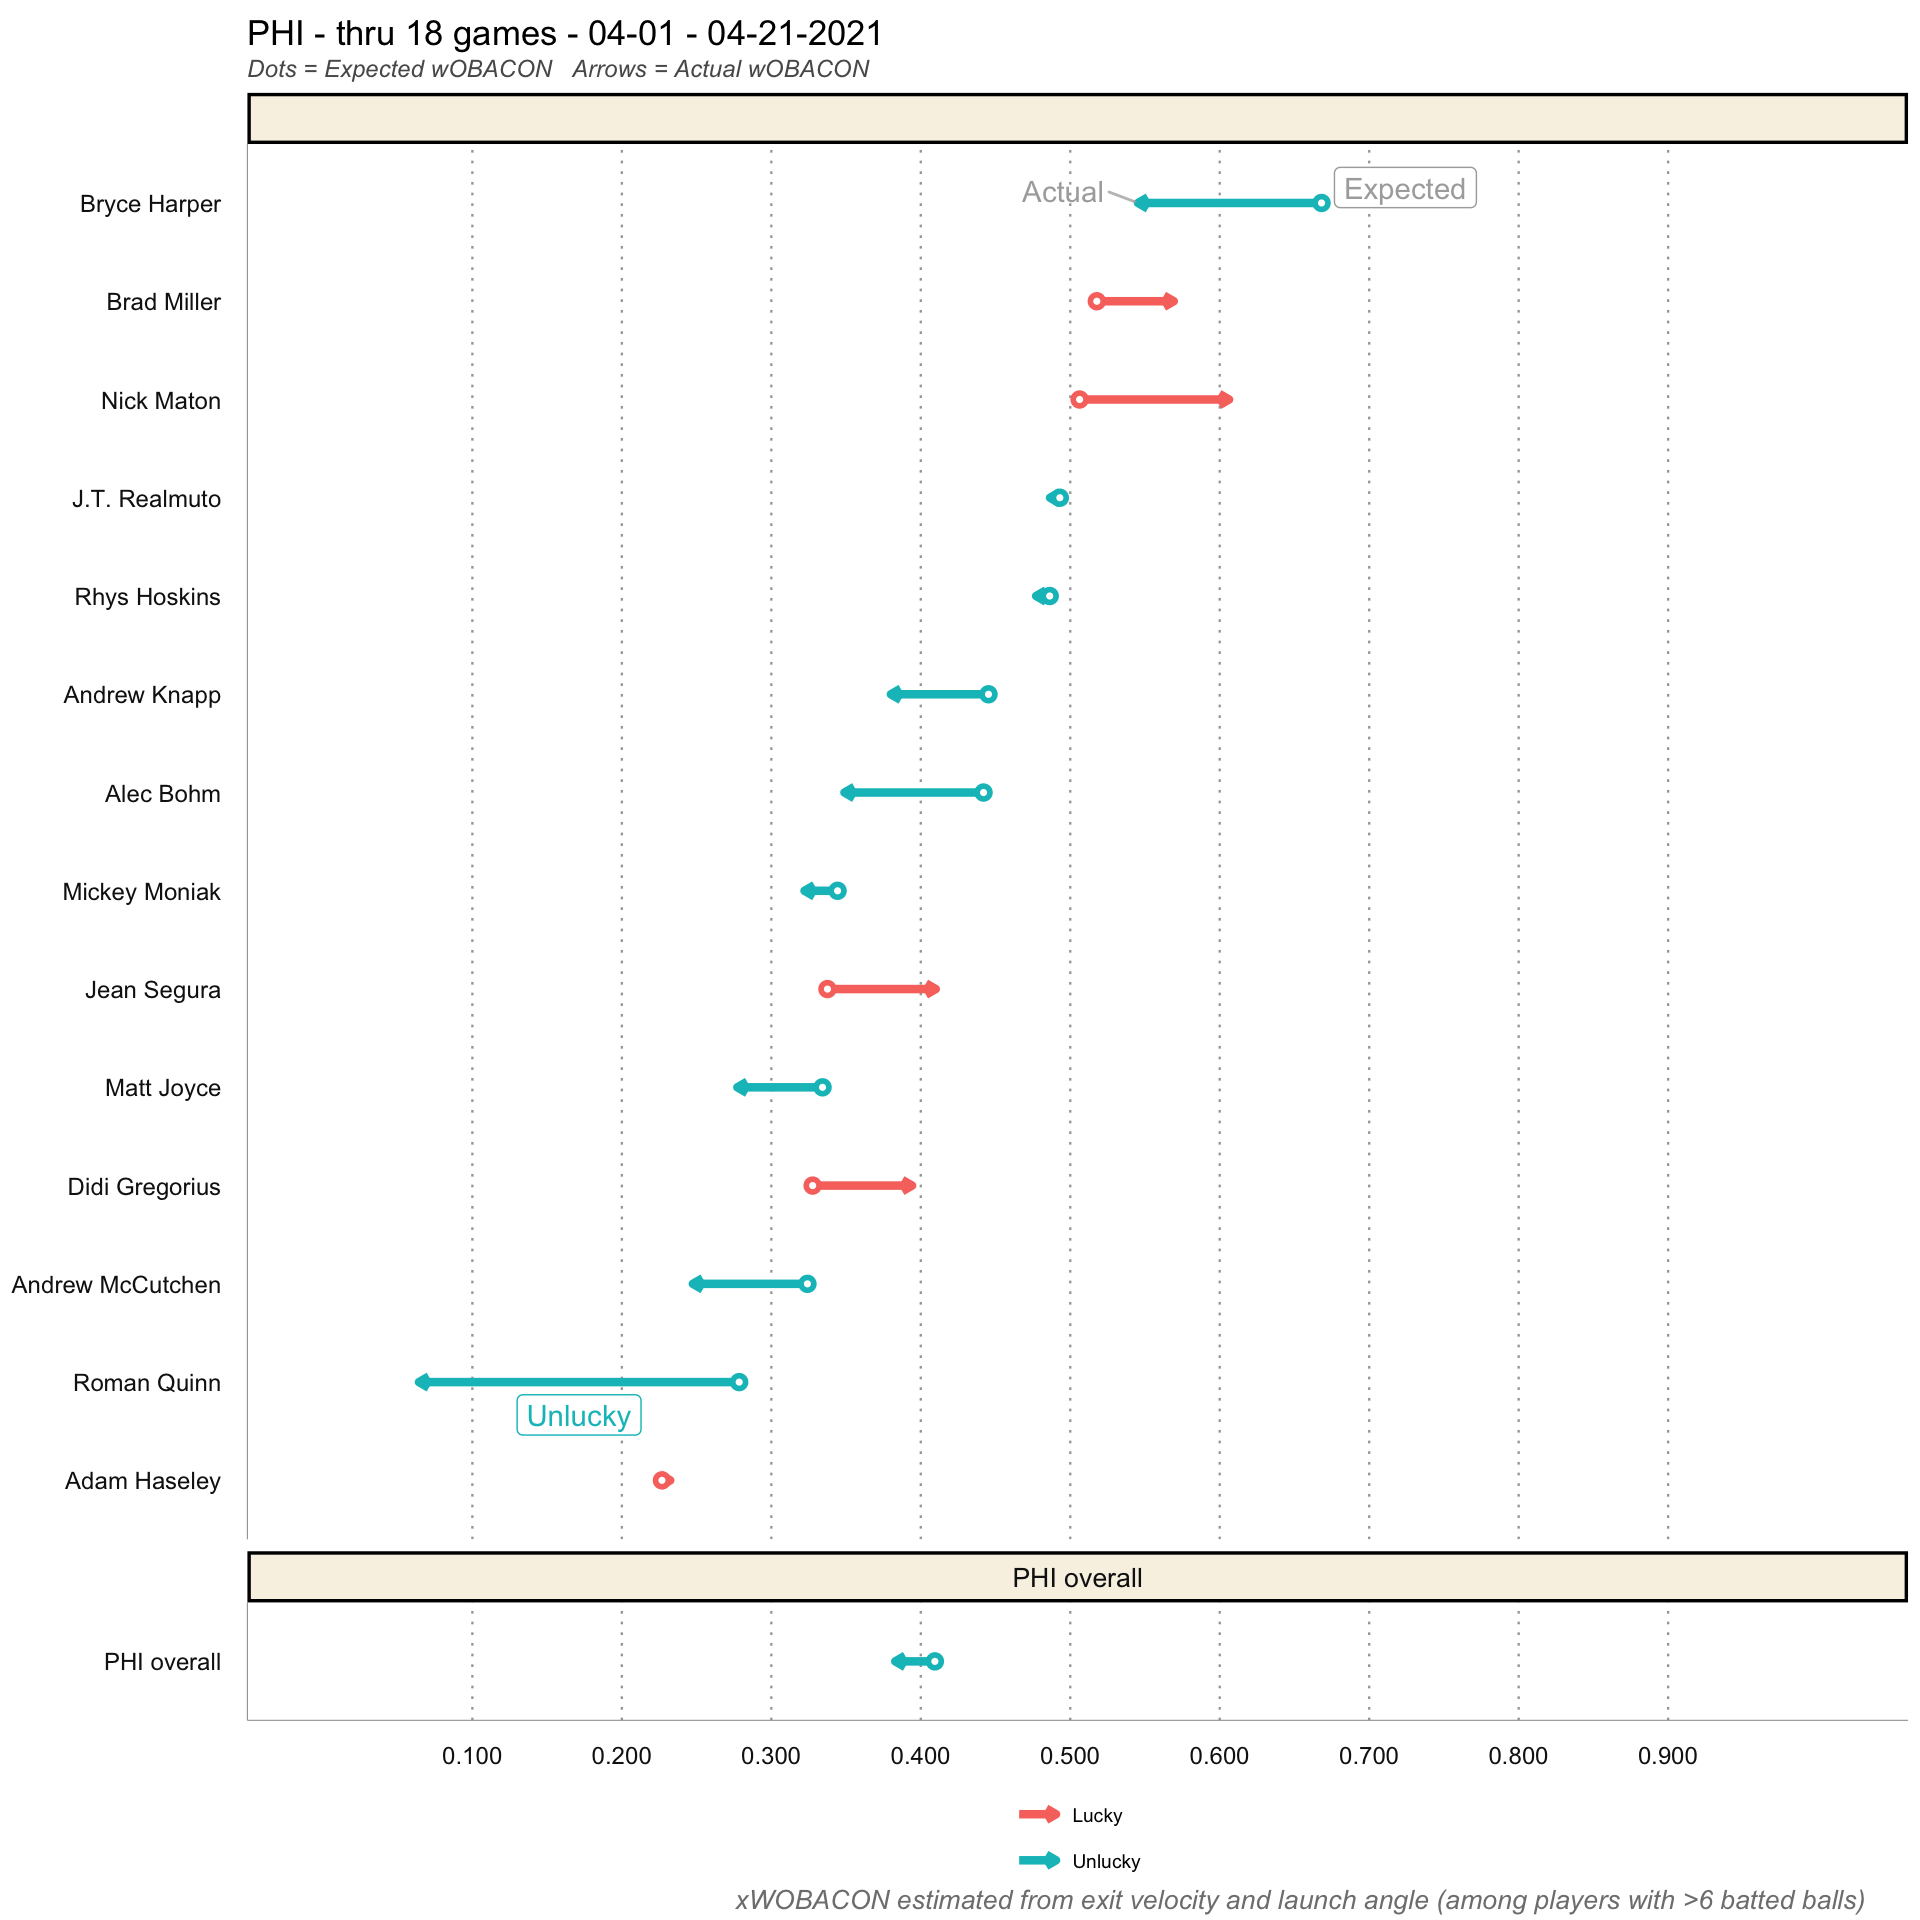 PHI - thru 18 games - 04-01 - 04-21-2021
Dots = Expected wOBACON   Arrows = Actual wOBACON
Bryce Harper
Actual
Expected
Brad Miller
Nick Maton
J.T. Realmuto
Rhys Hoskins
Andrew Knapp
Alec Bohm
Mickey Moniak
Jean Segura
Matt Joyce
Didi Gregorius
Andrew McCutchen
Roman Quinn
Unlucky
Adam Haseley
PHI overall
PHI overall
0.100 0.200 0.300 0.400 0.500 0.600 0.700 0.800 0.900
Lucky
Unlucky
xWOBACON estimated from exit velocity and launch angle (among players with >6 batted balls)